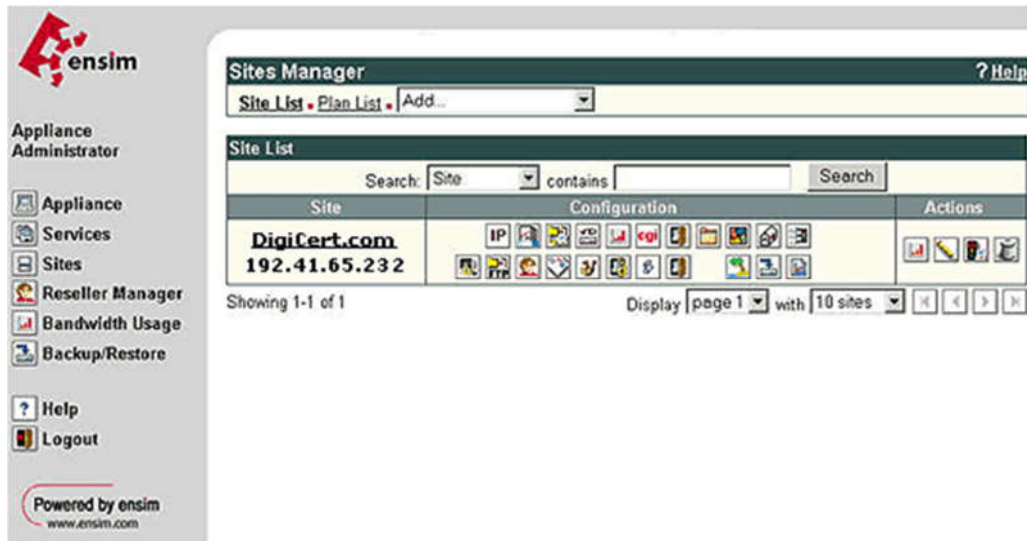 ensim
Appliance
Administrator
Appliance
Services
Sites
Reseller Manager
Bandwidth Usage
Backup/Restore
Help
Logout
Powered by ensim
www.ensim.com
Sites Manager
? Help
Site List Plan List Add...
Site List
Search: Site contains Search
Site Configuration Actions
DigiCert.com
192.41.65.232
IP cgi
FTP
Showing 1-1 of 1 Display page 1 with 10 sites